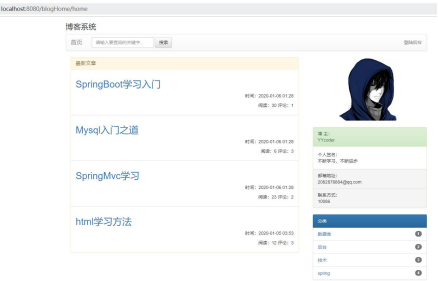 localhost:8080/blogHome/home
博客系统
首页
搜索
最新文章
SpringBoot学习入门
时间：2020-01-06 01:28
阅读：30 评论：1
Mysql入门之道
时间：2020-01-06 01:28
阅读：6 评论：3
SpringMvc学习
时间：2020-01-06 01:28
阅读：23 评论：2
html学习方法
时间：2020-01-05 03:53
阅读：12 评论：3
博主:
YYcoder
个人签名:
不断学习，不断进步
邮箱地址:
联系方式:
10086
分类
数据库
后台
技术
spring